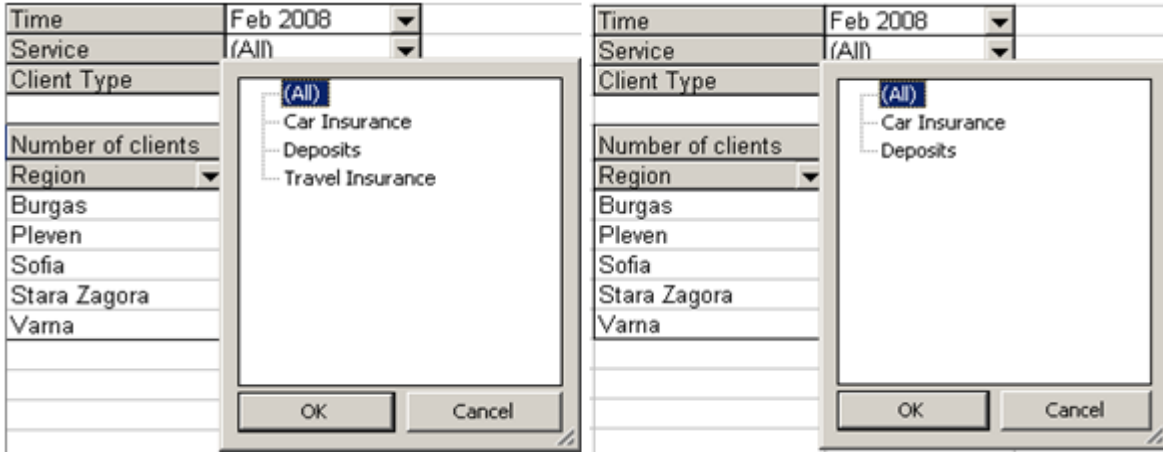 Time Feb 2008
Service (All)
Client Type
(All)
Car Insurance
Deposits
Travel Insurance
Number of clients
Region
Burgas
Pleven
Sofia
Stara Zagora
Varna
OK Cancel
Time Feb 2008
Service (All)
Client Type
(All)
Car Insurance
Deposits
Number of clients
Region
Burgas
Pleven
Sofia
Stara Zagora
Varna
OK Cancel